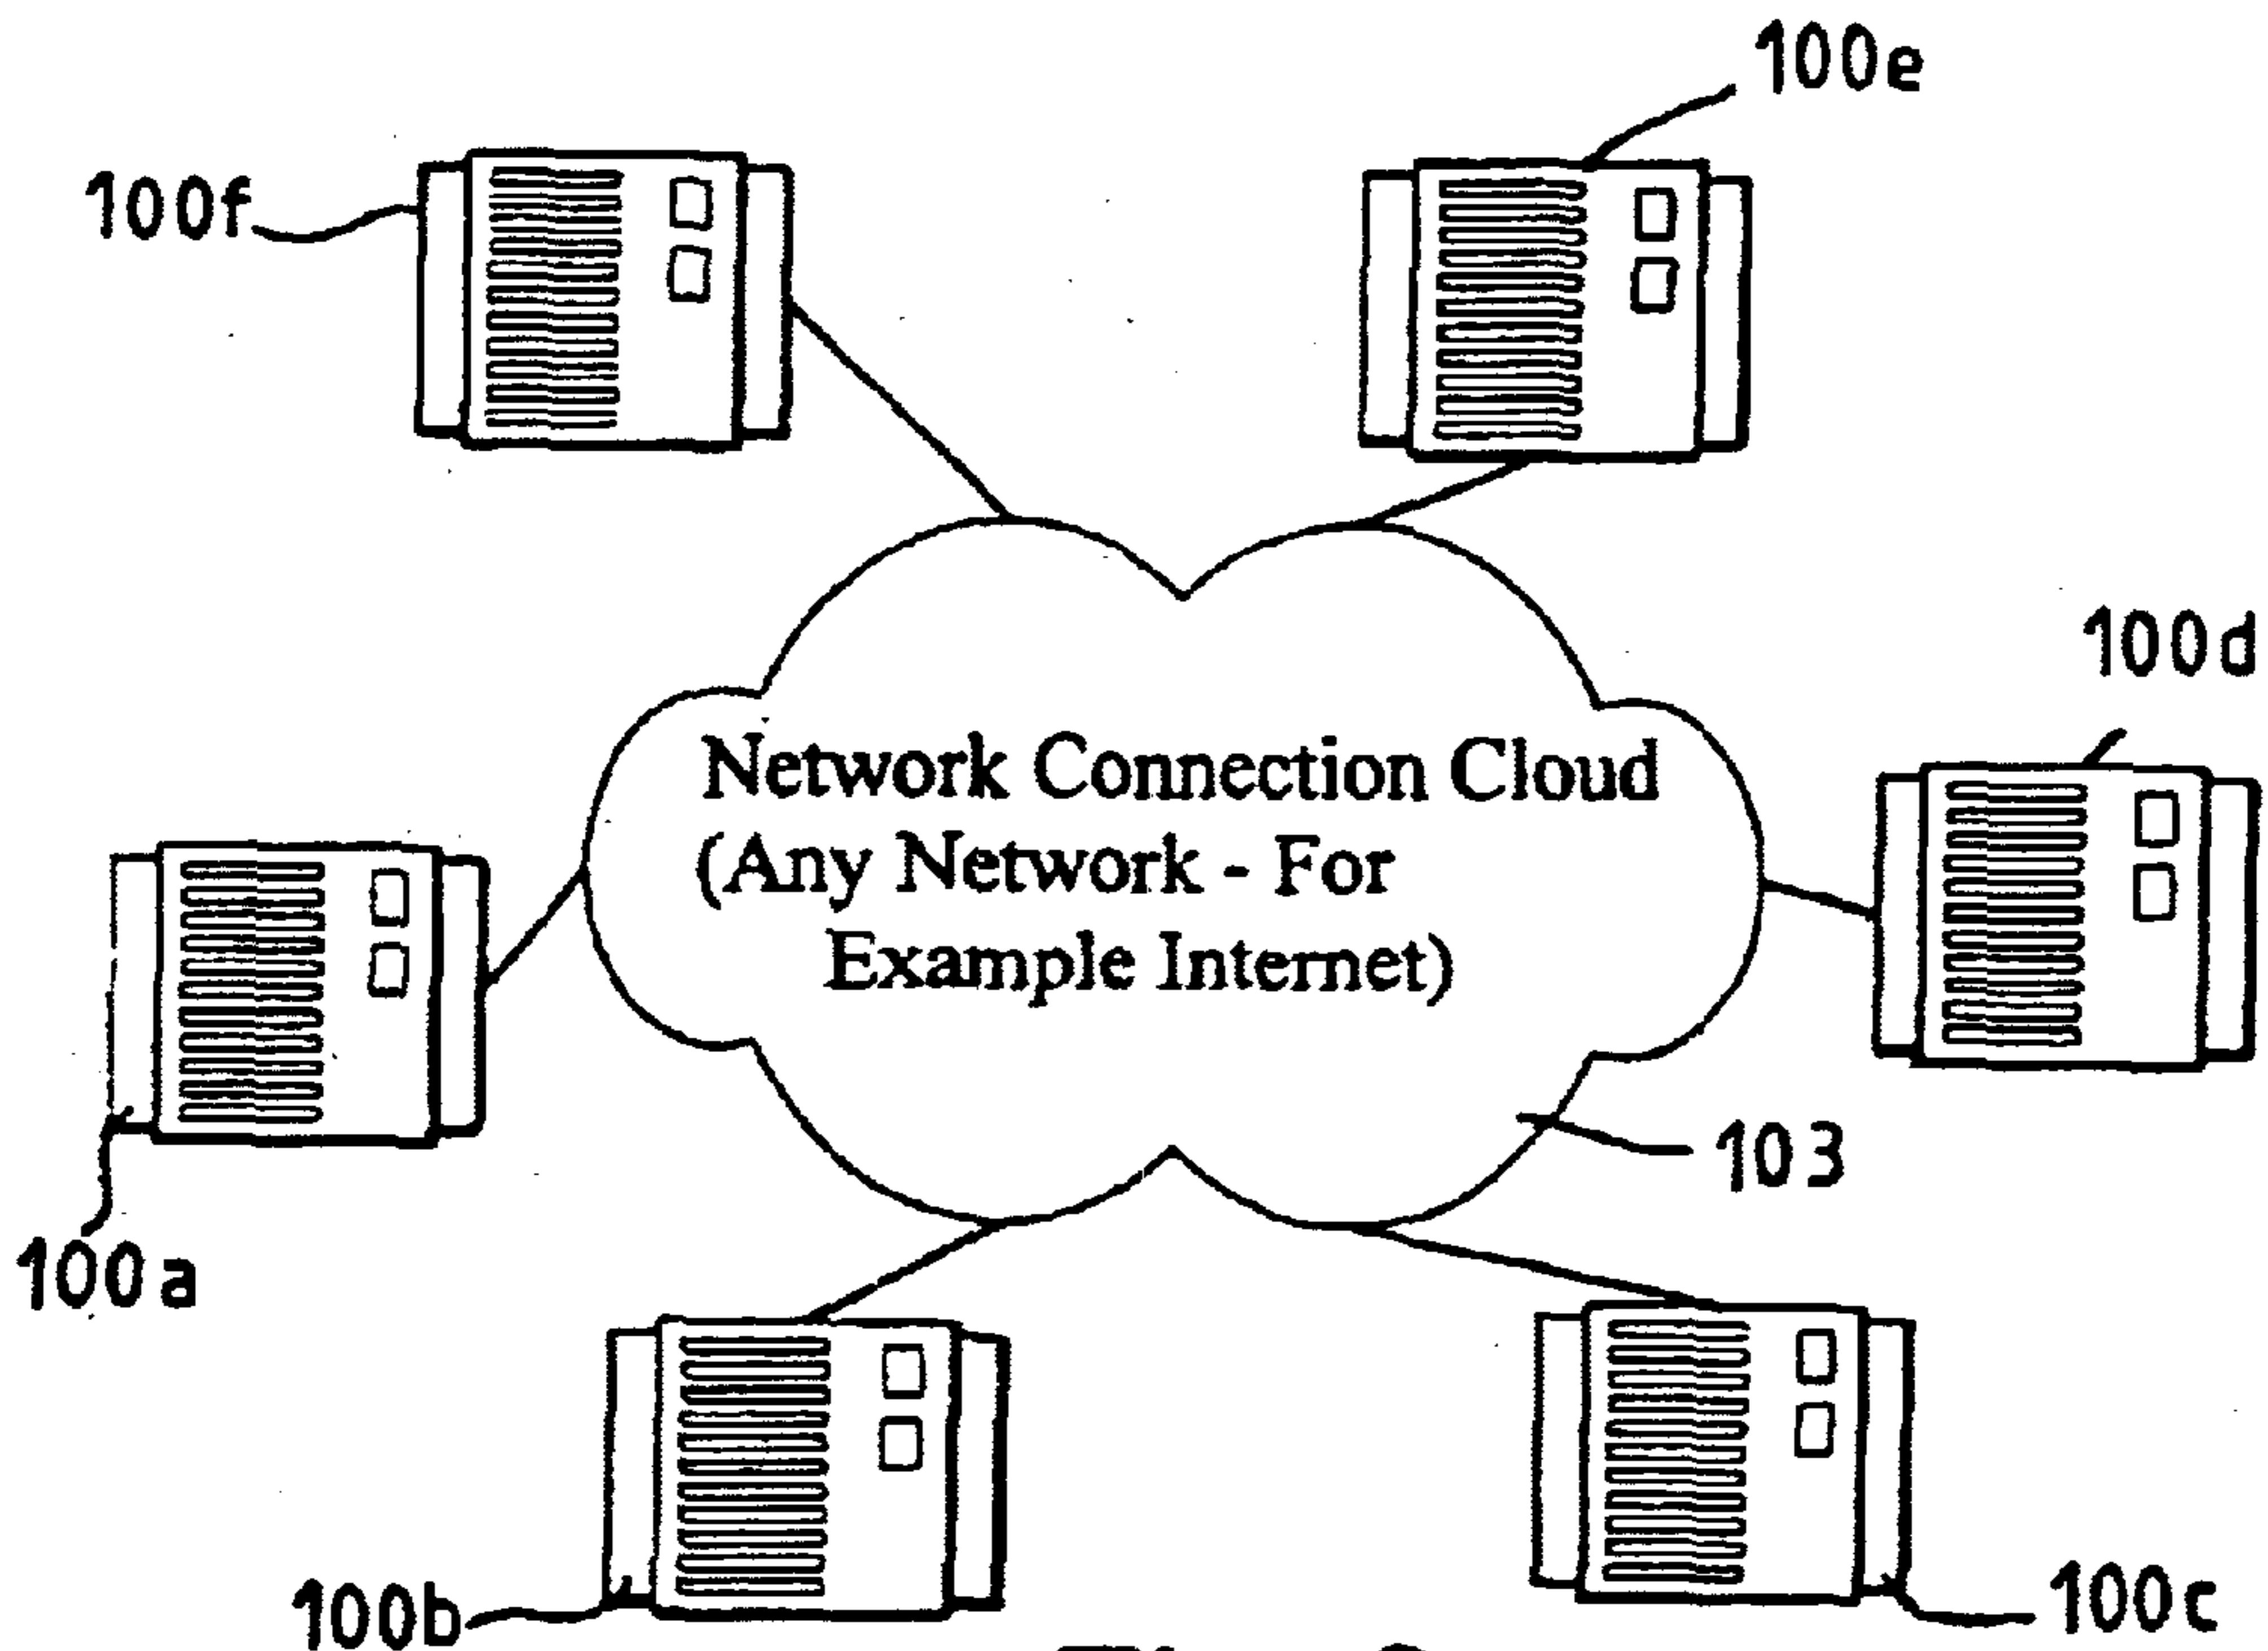 100e
100f
100d
Network Connection Cloud
(Any Network - For
Example Internet)
103
100a
100b
100c